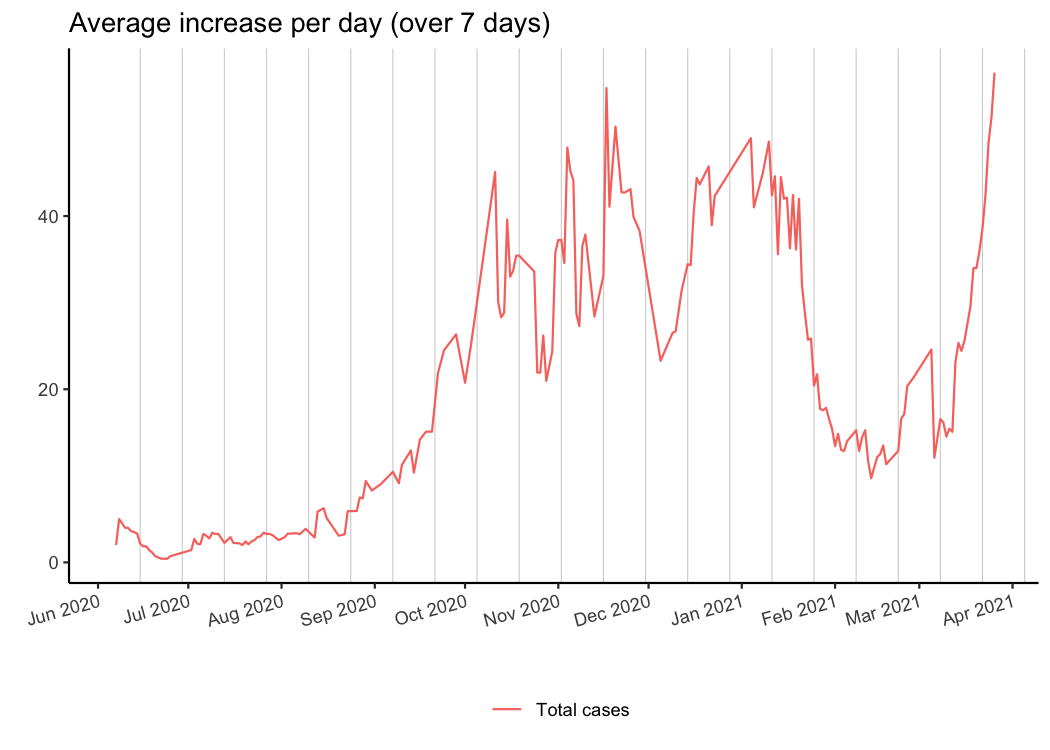 Average increase per day (over 7 days)
40
20
0
Jun 2020
Jul 2020
Aug 2020
Sep 2020
Oct 2020
Nov 2020
Dec 2020
Jan 2021
Feb 2021
Mar 2021
Apr 2021
Total cases